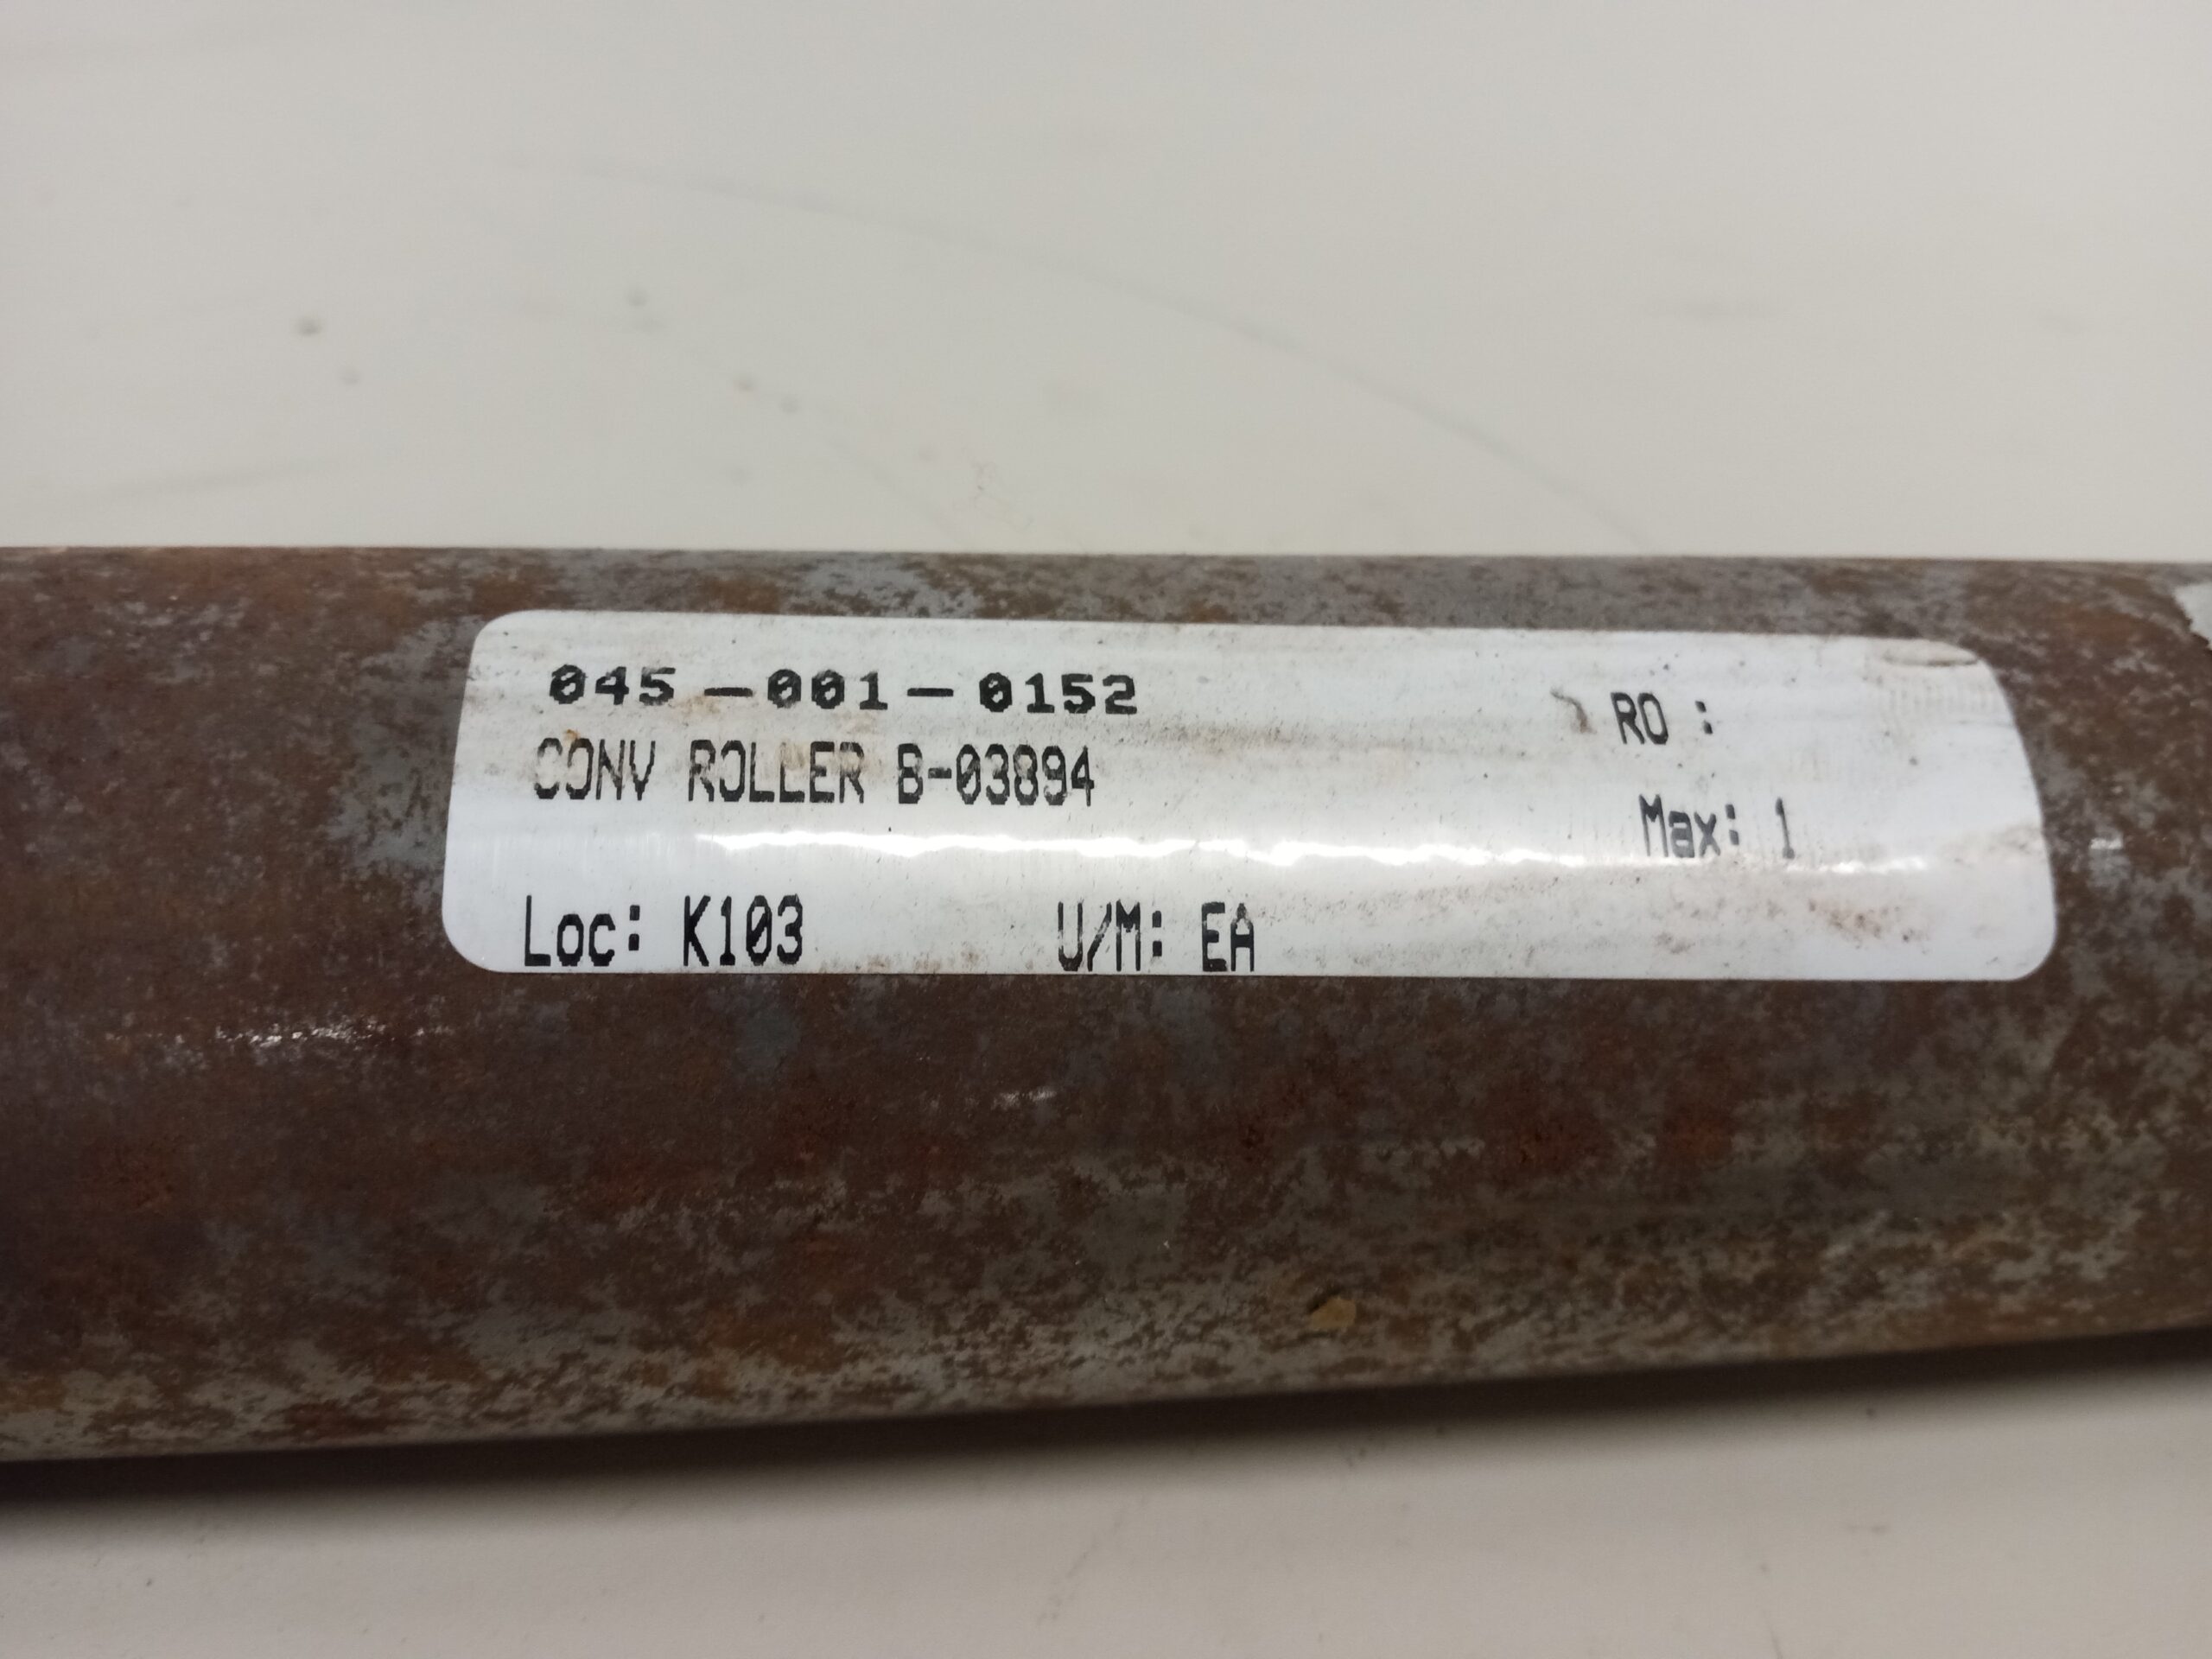 045-001-0152
RO :
CONV ROLLER B-03894
Max: 1
Loc: K103 U/M: EA